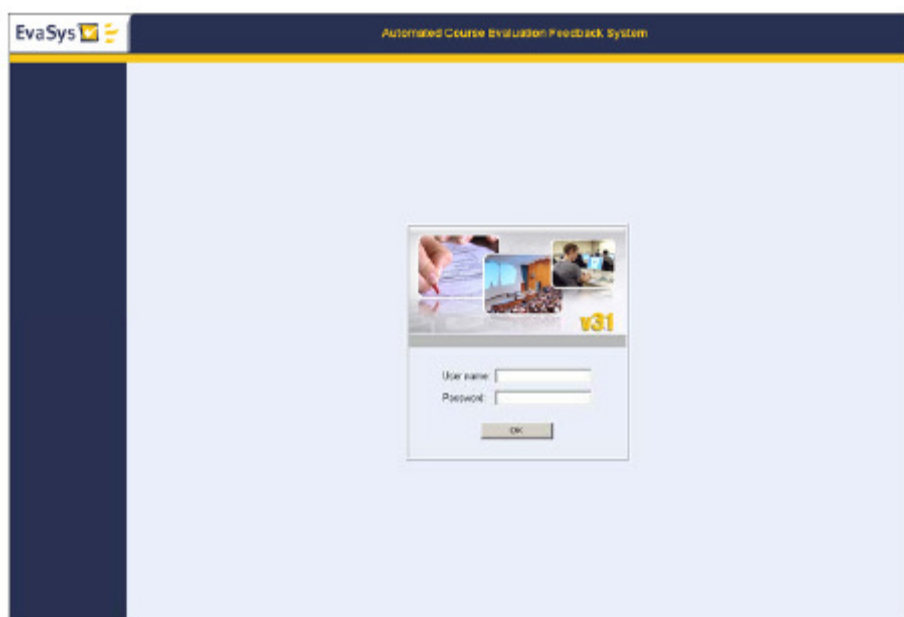 EvaSys
Automated Course Evaluation Feedback System
v31
User name:
Password:
OK